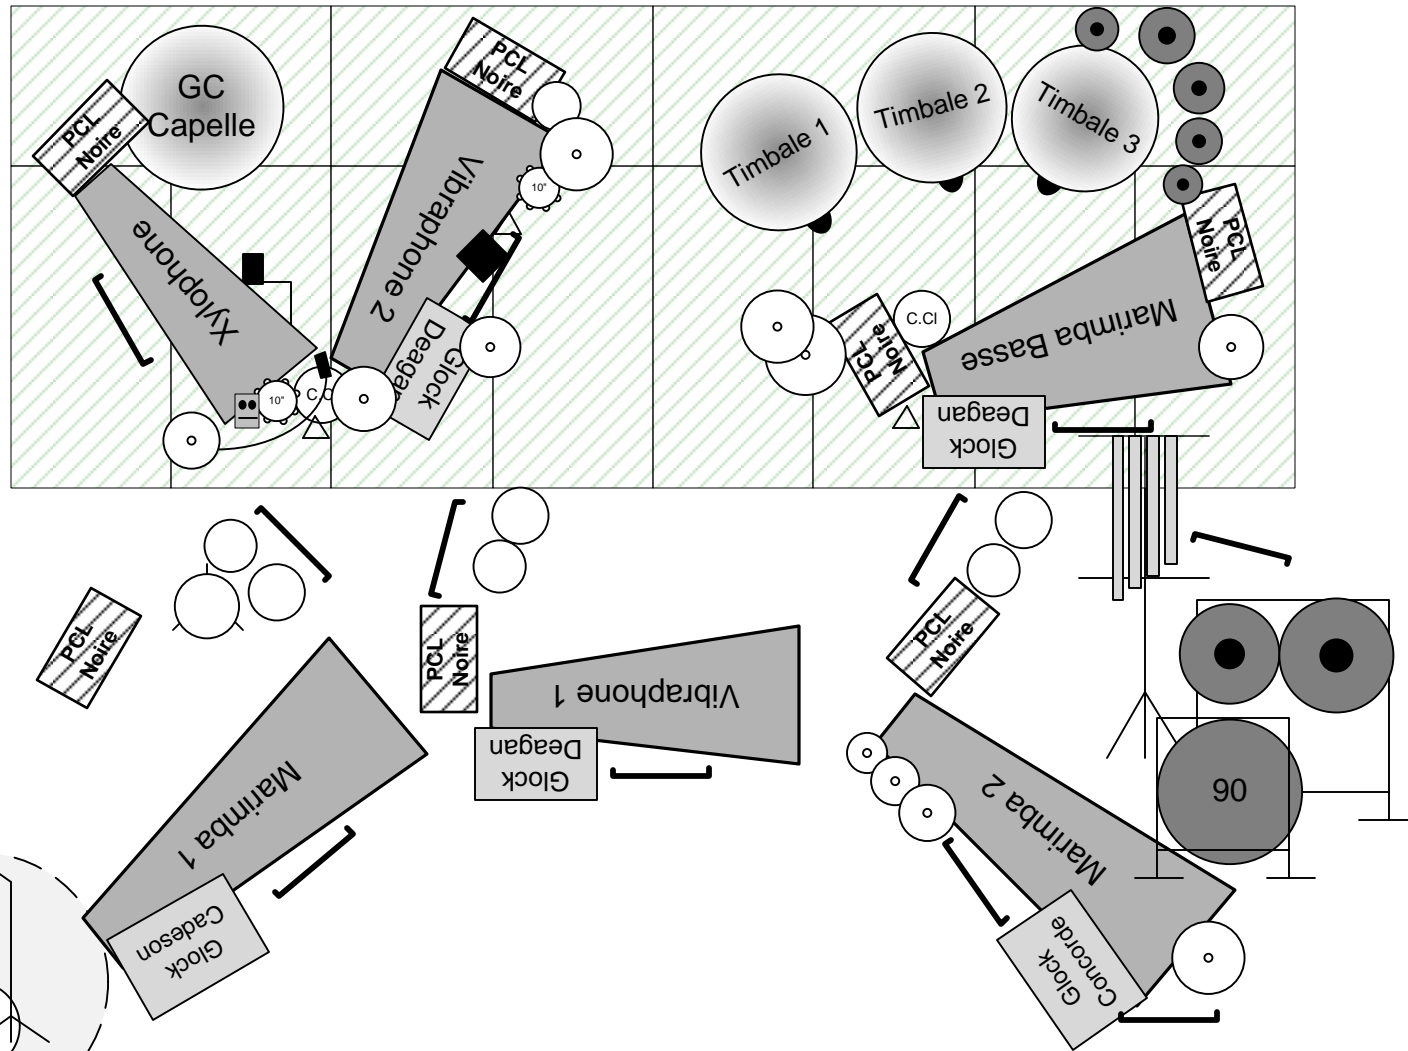 GC
Capelle
PCL
Noire
PCL
Noire
Xylophone
Vibraphone 2
10"
10"
C.C
Glock
Deagan
Timbale 1
Timbale 2
Timbale 3
PCL
Noire
PCL
Noire
C.Cl
Marimba Basse
Glock
Deagan
PCL
Noire
PCL
Noire
PCL
Noire
Vibraphone 1
Glock
Deagan
Marimba 1
Glock
Cadeson
Marimba 2
Glock
Concorde
90